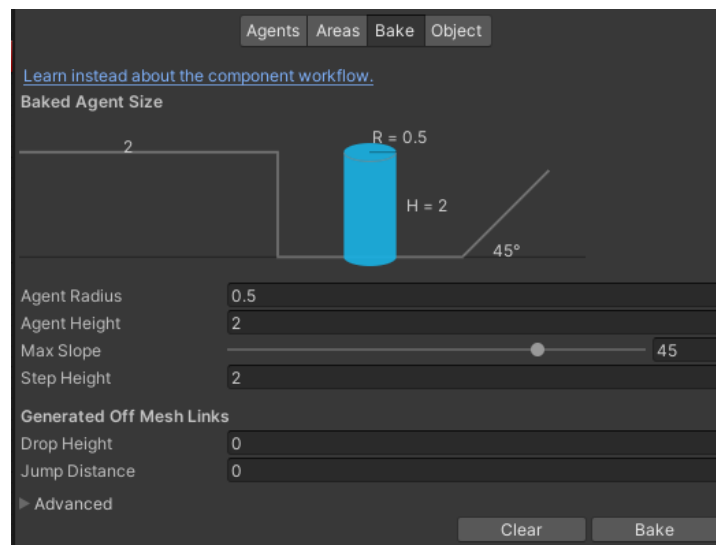 Agents Areas Bake Object
Learn instead about the component workflow.
Baked Agent Size
R = 0.5
2
H = 2
45°
Agent Radius 0.5
Agent Height 2
Max Slope 45
Step Height 2
Generated Off Mesh Links
Drop Height 0
Jump Distance 0
Advanced
Clear Bake